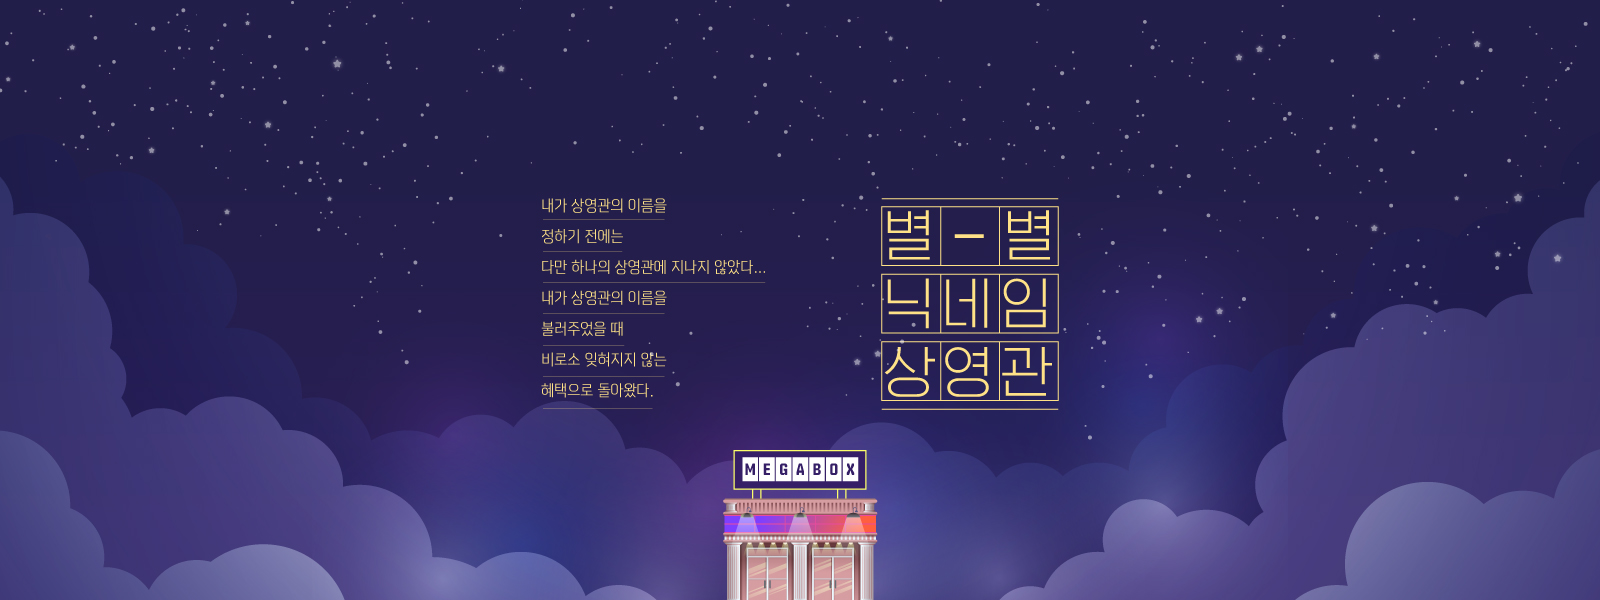 내가 상영관의 이름을
정하기 전에는
다만 하나의 상영관에 지나지 않았다...
내가 상영관의 이름을
불러주었을 때
비로소 잊혀지지 않는
혜택으로 돌아왔다.
별-별
닉네임
상영관
MEGABOX